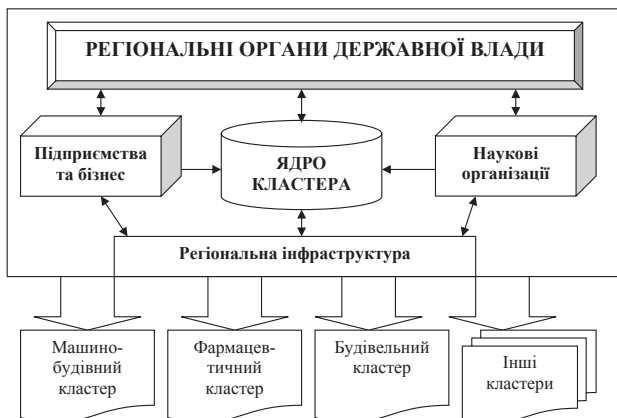 РЕГІОНАЛЬНІ ОРГАНИ ДЕРЖАВНОЇ ВЛАДИ
Підприємства
та бізнес
ЯДРО
КЛАСТЕРА
Наукові
організації
Регіональна інфраструктура
Машино-
будівний
кластер
Фармацев-
тичний
кластер
Будівельний
кластер
Інші
кластери